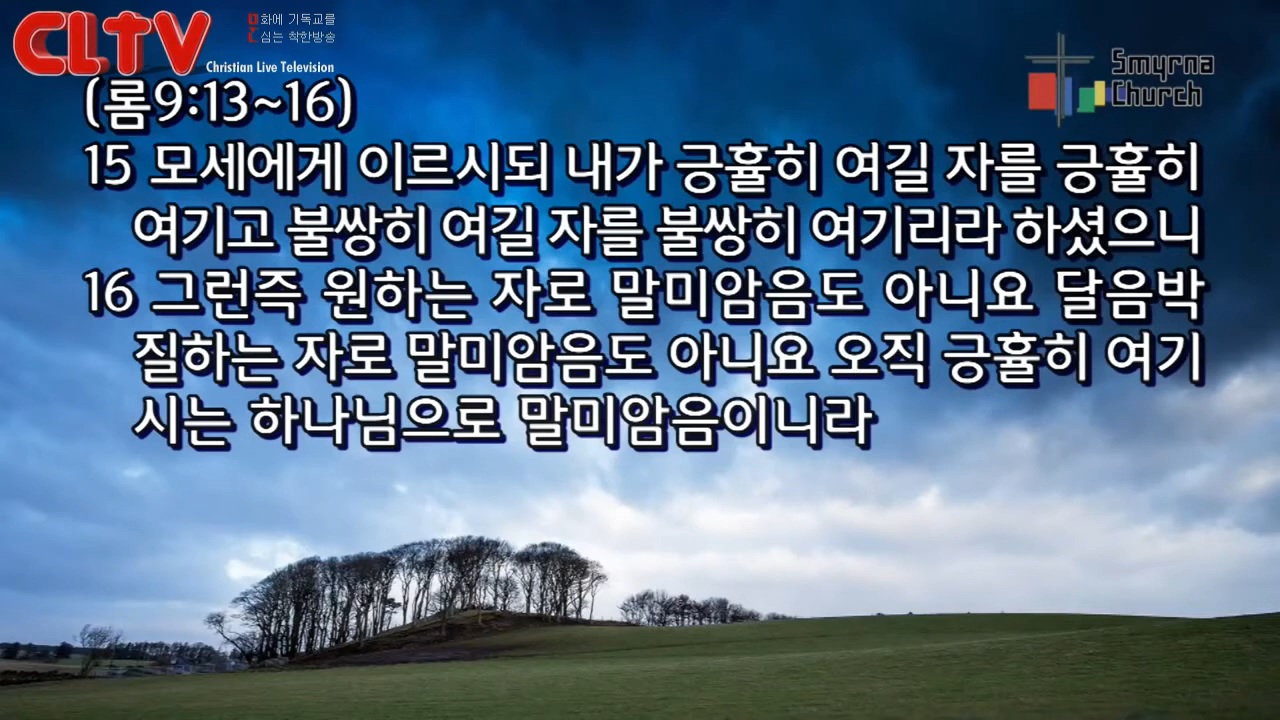 CLTV
문화에 기독교를
심는 착한방송
Christian Live Television
Smyrna
Church
(롬9:13~16)
15 모세에게 이르시되 내가 긍휼히 여길 자를 긍휼히
여기고 불쌍히 여길 자를 불쌍히 여기리라 하셨으니
16 그런즉 원하는 자로 말미암음도 아니요 달음박
질하는 자로 말미암음도 아니요 오직 긍휼히 여기
시는 하나님으로 말미암음이니라